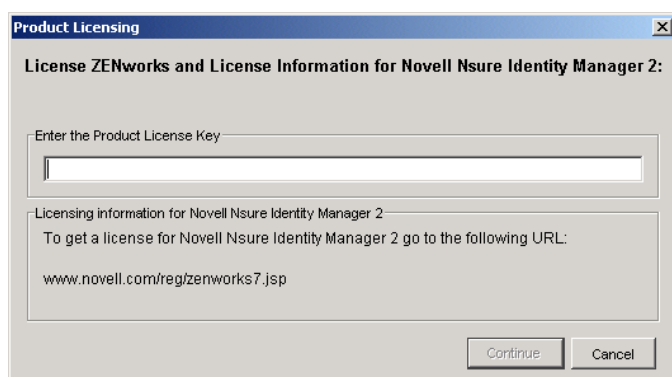 Product Licensing
License ZENworks and License Information for Novell Nsure Identity Manager 2:
Enter the Product License Key
Licensing information for Novell Nsure Identity Manager 2
To get a license for Novell Nsure Identity Manager 2 go to the following URL:
www.novell.com/reg/zenworks7.jsp
Continue Cancel